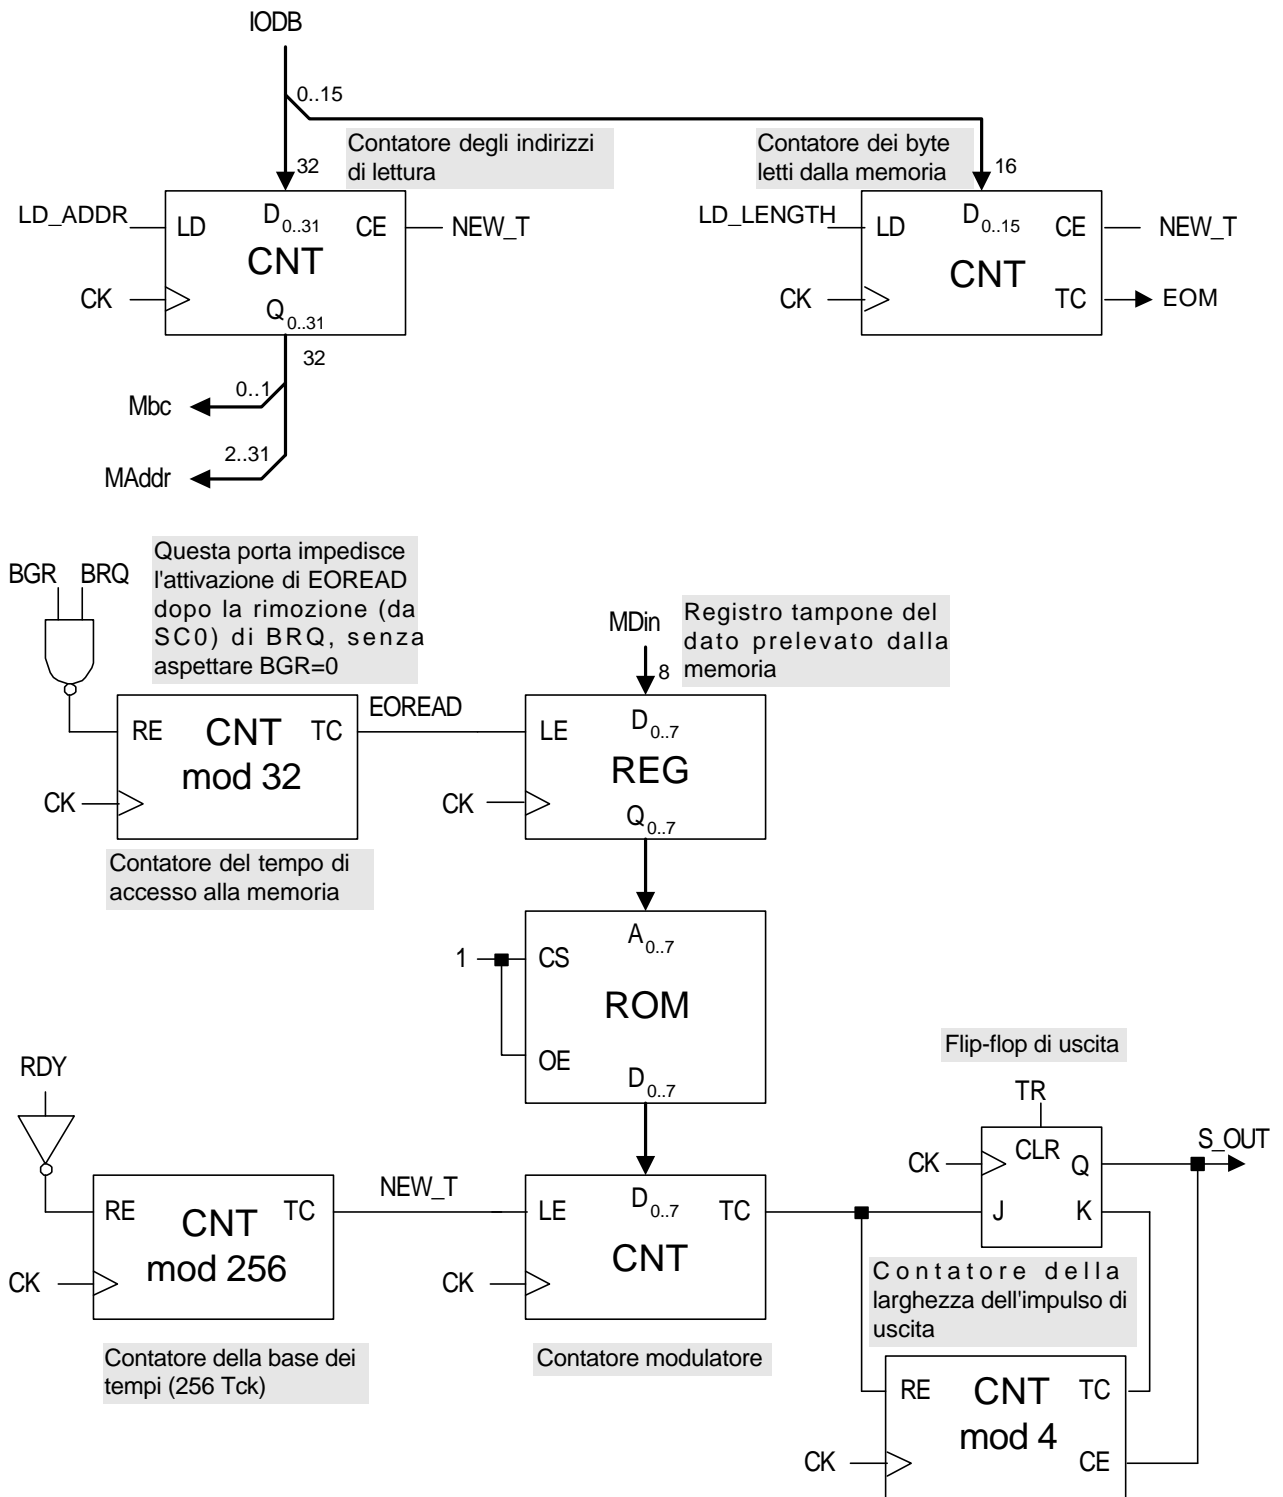 IODB
0..15
Contatore degli indirizzi
di lettura
Contatore dei byte
letti dalla memoria
32
16
LD_ADDR
LD
D0..31
CE
NEW_T
CNT
CK
Q0..31
32
LD_LENGTH
LD
D0..15
CE
NEW_T
CNT
CK
TC
EOM
0..1
Mbc
2..31
MAddr
BGR
BRQ
Questa porta impedisce
l'attivazione di EOREAD
dopo la rimozione (da
SC0) di BRQ, senza
aspettare BGR=0
MDin
8
Registro tampone del
dato prelevato dalla
memoria
RE
CNT
mod 32
TC
CK
EOREAD
LE
D0..7
REG
CK
Q0..7
Contatore del tempo di
accesso alla memoria
1
CS
A0..7
ROM
OE
D0..7
Flip-flop di uscita
RDY
TR
CK
CLR
Q
S_OUT
J
K
RE
CNT
mod 256
TC
CK
NEW_T
LE
D0..7
TC
CNT
CK
Contatore della
larghezza dell'impulso di
uscita
Contatore della base dei
tempi (256 Tck)
Contatore modulatore
RE
CNT
mod 4
TC
CK
CE